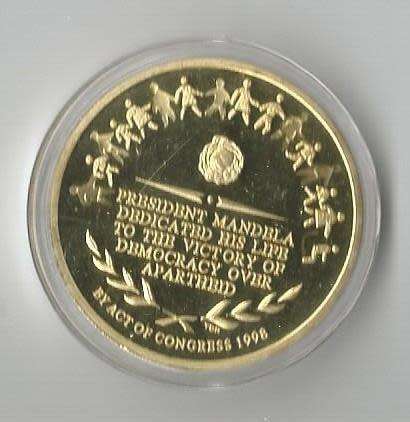 PRESIDENT MANDELA
DEDICATED HIS LIFE
TO THE VICTORY OF
DEMOCRACY OVER
APARTHEID
BY ACT OF CONGRESS 1998